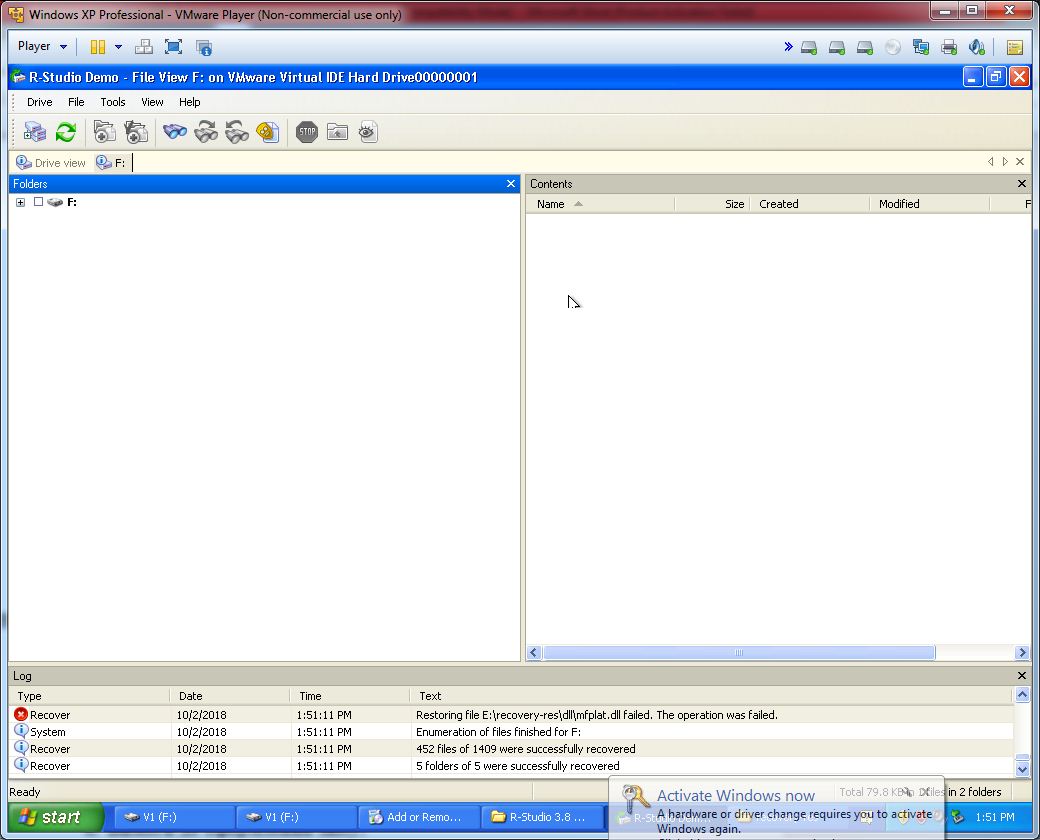 Windows XP Professional - VMware Player (Non-commercial use only)
Player
R-Studio Demo - File View F: on VMware Virtual IDE Hard Drive00000001
Drive File Tools View Help
STOP
Drive view F:
Folders
F:
Contents
Name Size Created Modified F
Log
Type Date Time Text
Recover 10/2/2018 1:51:11 PM Restoring file E:\recovery-res\dll\mfplat.dll failed. The operation was failed.
System 10/2/2018 1:51:11 PM Enumeration of files finished for F:
Recover 10/2/2018 1:51:11 PM 452 files of 1409 were successfully recovered
Recover 10/2/2018 1:51:11 PM 5 folders of 5 were successfully recovered
Ready
Total 79.8 in 2 folders
Activate Windows now
A hardware or driver change requires you to activate
Windows again.
start V1 (F:) V1 (F:) Add or Remo... R-Studio 3.8 ... 1:51 PM